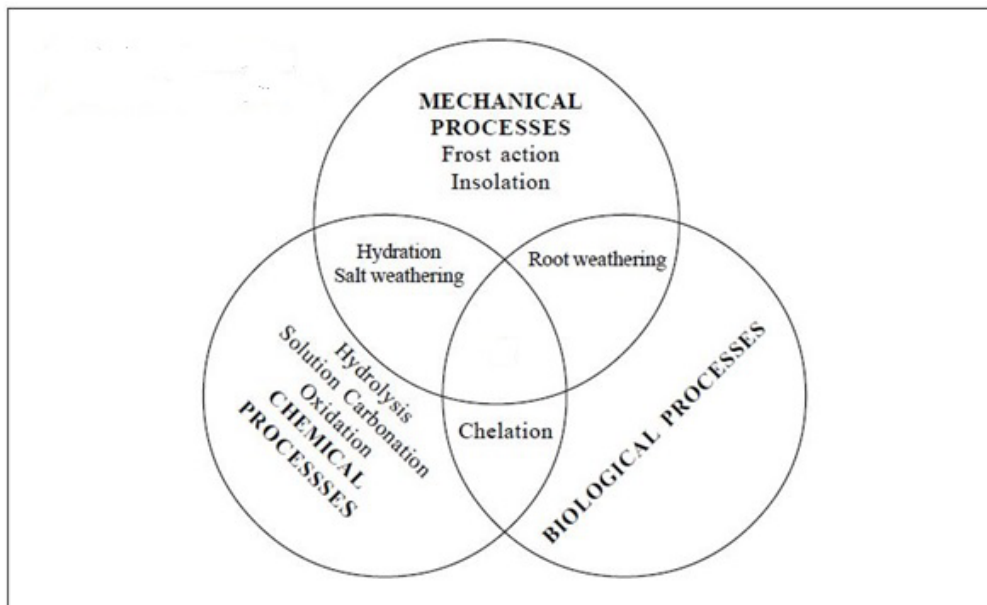 MECHANICAL
PROCESSES
Frost action
Insolation
Hydration
Salt weathering
Root weathering
Hydrolysis
Solution Carbonation
Oxidation
CHEMICAL
PROCESSSES
Chelation
BIOLOGICAL PROCESSES